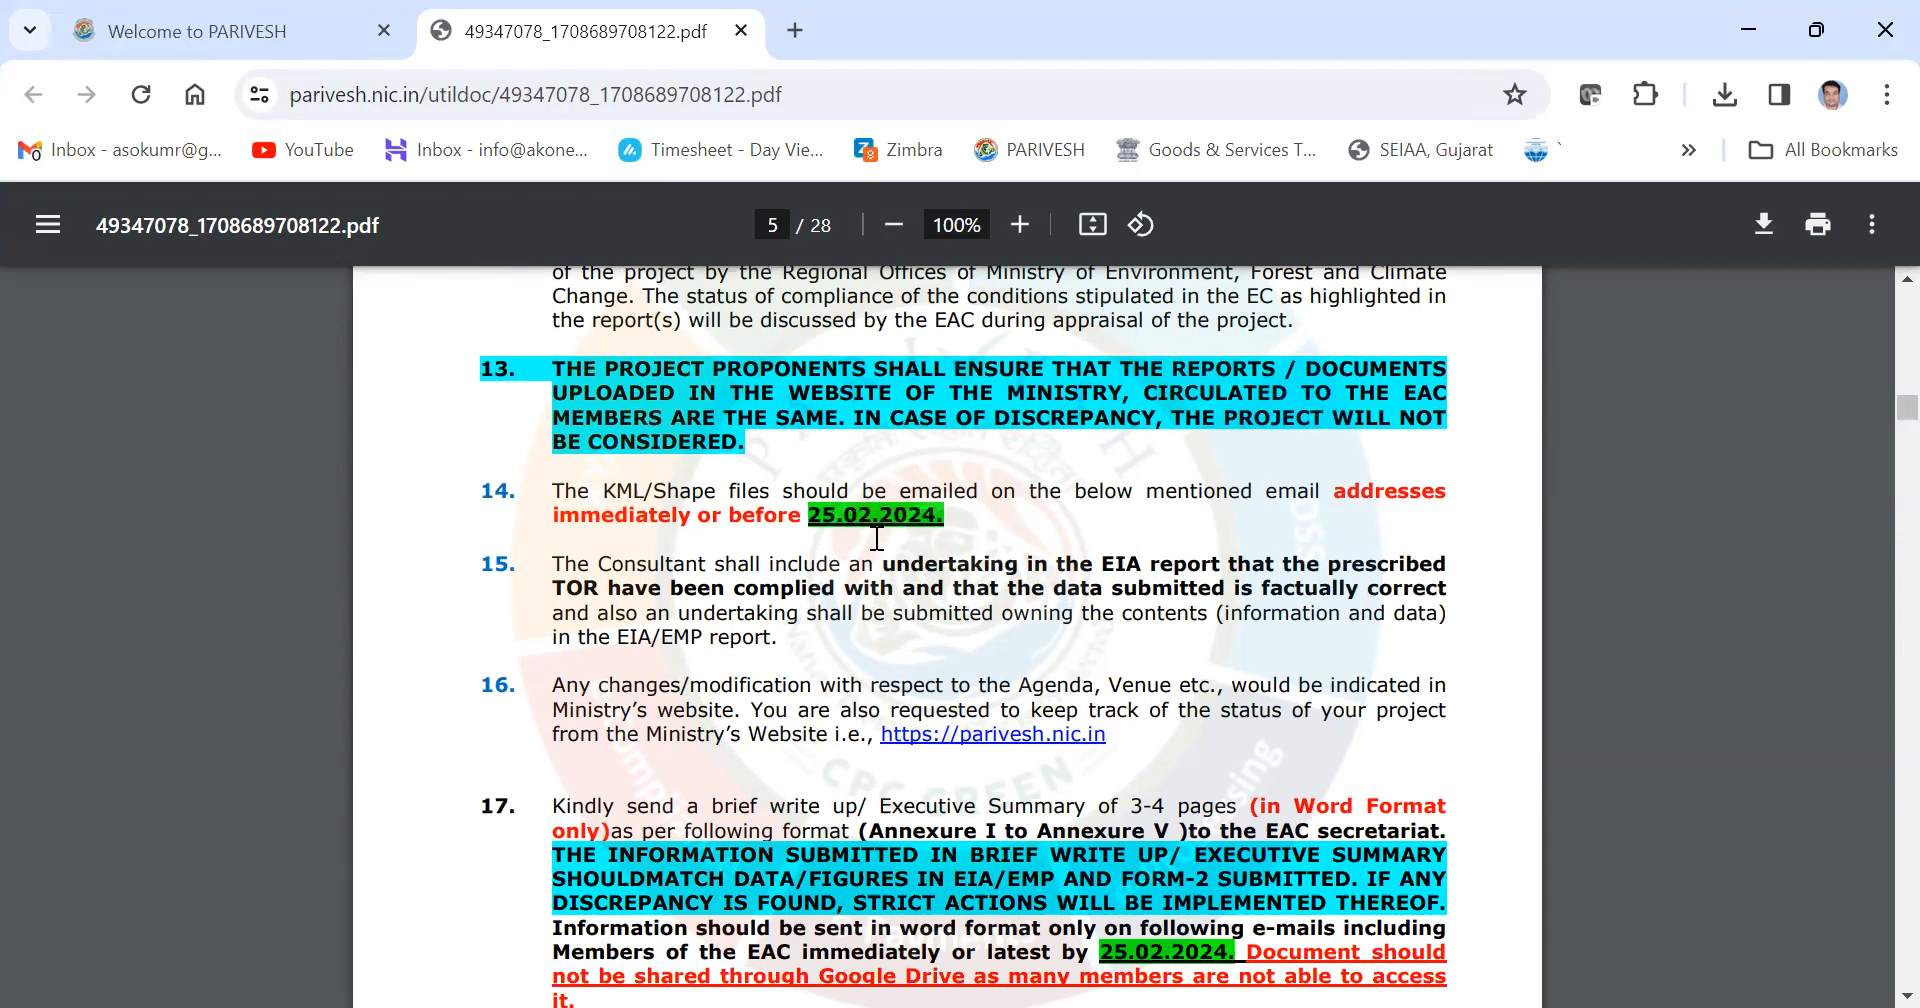 Welcome to PARIVESH
49347078_1708689708122.pdf
parivesh.nic.in/utildoc/49347078_1708689708122.pdf
Inbox - asokumr@g...
YouTube
Inbox - info@akone...
Timesheet - Day Vie...
Zimbra
PARIVESH
Goods & Services T...
SEIAA, Gujarat
All Bookmarks
49347078_1708689708122.pdf
5 / 28
100%
of the project by the Regional Offices of Ministry of Environment, Forest and Climate
Change. The status of compliance of the conditions stipulated in the EC as highlighted in
the report(s) will be discussed by the EAC during appraisal of the project.
13. THE PROJECT PROPONENTS SHALL ENSURE THAT THE REPORTS / DOCUMENTS
UPLOADED IN THE WEBSITE OF THE MINISTRY, CIRCULATED TO THE EAC
MEMBERS ARE THE SAME. IN CASE OF DISCREPANCY, THE PROJECT WILL NOT
BE CONSIDERED.
14. The KML/Shape files should be emailed on the below mentioned email addresses
immediately or before 25.02.2024.
15. The Consultant shall include an undertaking in the EIA report that the prescribed
TOR have been complied with and that the data submitted is factually correct
and also an undertaking shall be submitted owning the contents (information and data)
in the EIA/EMP report.
16. Any changes/modification with respect to the Agenda, Venue etc., would be indicated in
Ministry's website. You are also requested to keep track of the status of your project
from the Ministry's Website i.e., https://parivesh.nic.in
CPC GREEN
17. Kindly send a brief write up/ Executive Summary of 3-4 pages (in Word Format
only)as per following format (Annexure I to Annexure V )to the EAC secretariat.
THE INFORMATION SUBMITTED IN BRIEF WRITE UP/ EXECUTIVE SUMMARY
SHOULDMATCH DATA/FIGURES IN EIA/EMP AND FORM-2 SUBMITTED. IF ANY
DISCREPANCY IS FOUND, STRICT ACTIONS WILL BE IMPLEMENTED THEREOF.
Information should be sent in word format only on following e-mails including
Members of the EAC immediately or latest by 25.02.2024. Document should
not be shared through Google Drive as many members are not able to access
it.